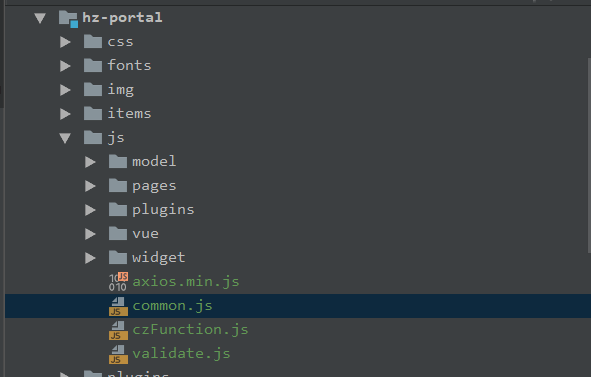 hz-portal
css
fonts
img
items
js
model
pages
plugins
vue
widget
axios.min.js
common.js
czFunction.js
validate.js
plugins